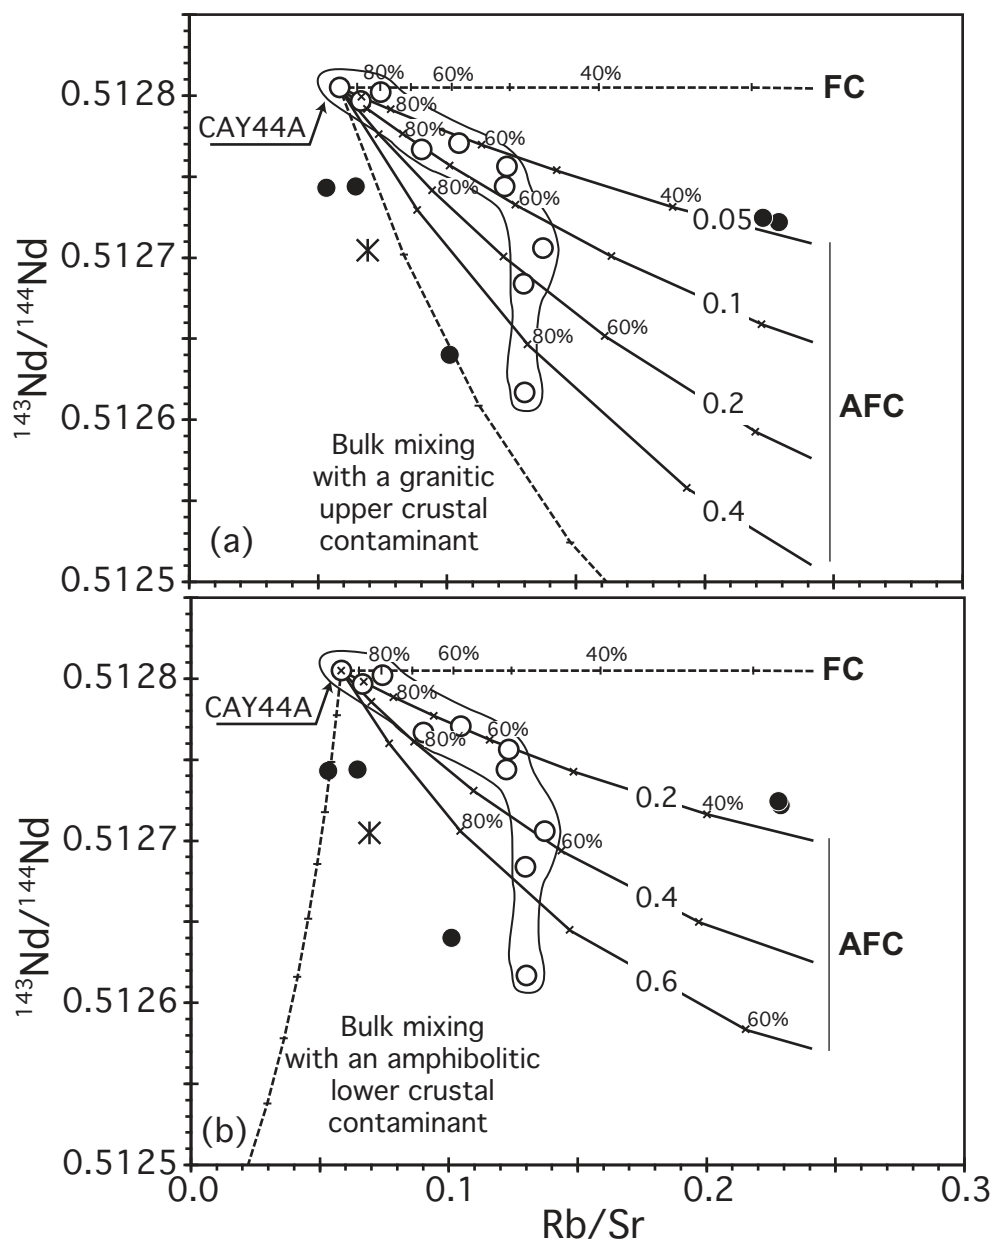 80%
60%
40%
FC
0.5128
CAY44A
80%
80%
60%
80%
60%
40%
0.05
0.5127
0.1
143Nd/144Nd
80%
60%
0.2
AFC
0.5126
Bulk mixing
with a granitic
upper crustal
contaminant
0.4
(a)
0.5125
80%
60%
40%
FC
0.5128
CAY44A
80%
80%
60%
0.2
40%
0.5127
80%
60%
143Nd/144Nd
0.4
AFC
0.6
0.5126
60%
Bulk mixing
with an amphibolitic
lower crustal
contaminant
(b)
0.5125
0.0
0.1
0.2
0.3
Rb/Sr